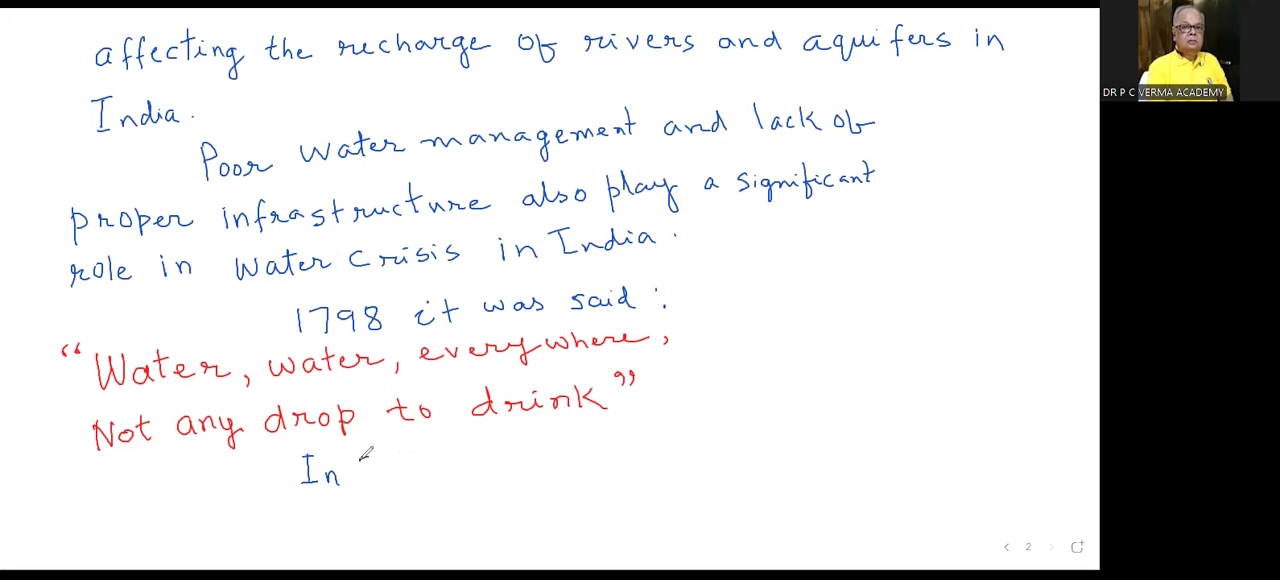 affecting the recharge of rivers and aquifers in
India.
Poor water management and lack of
proper infrastructure also play a significant
role in water crisis in India.
1798 it was said :
"Water, water, everywhere,
Not any drop to drink"
In
DR P C VERMA ACADEMY
2